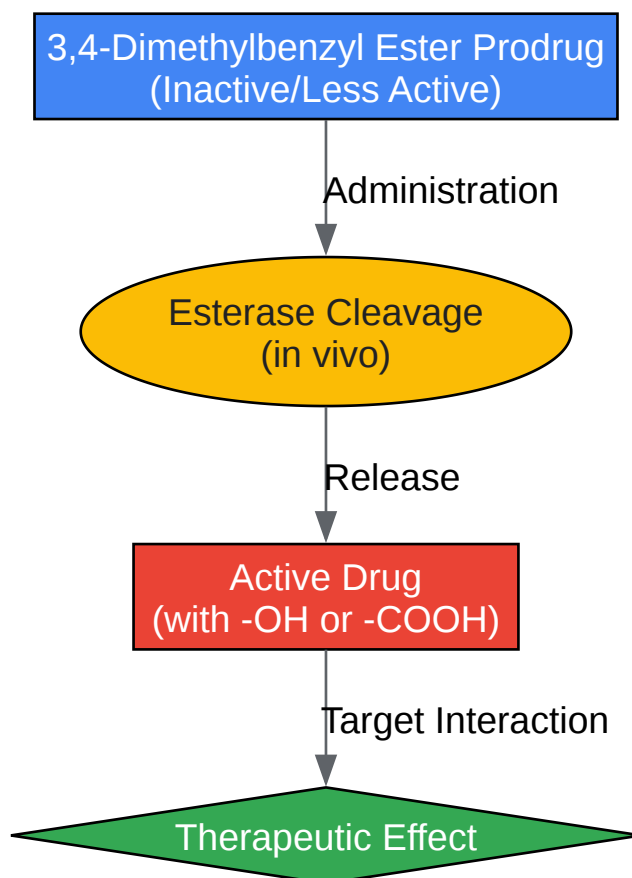 3,4-Dimethylbenzyl Ester Prodrug
(Inactive/Less Active)
Administration
Esterase Cleavage
(in vivo)
Release
Active Drug
(with -OH or -COOH)
Target Interaction
Therapeutic Effect